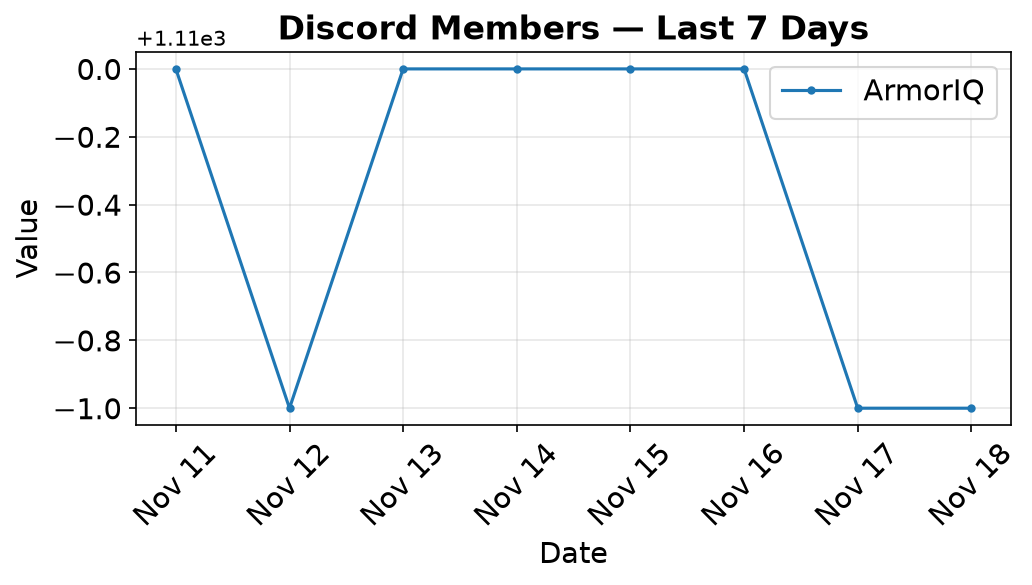 Discord Members — Last 7 Days
+1.11e3
0.0
−0.2
−0.4
−0.6
−0.8
−1.0
Value
ArmorIQ
Nov 11
Nov 12
Nov 13
Nov 14
Nov 15
Nov 16
Nov 17
Nov 18
Date